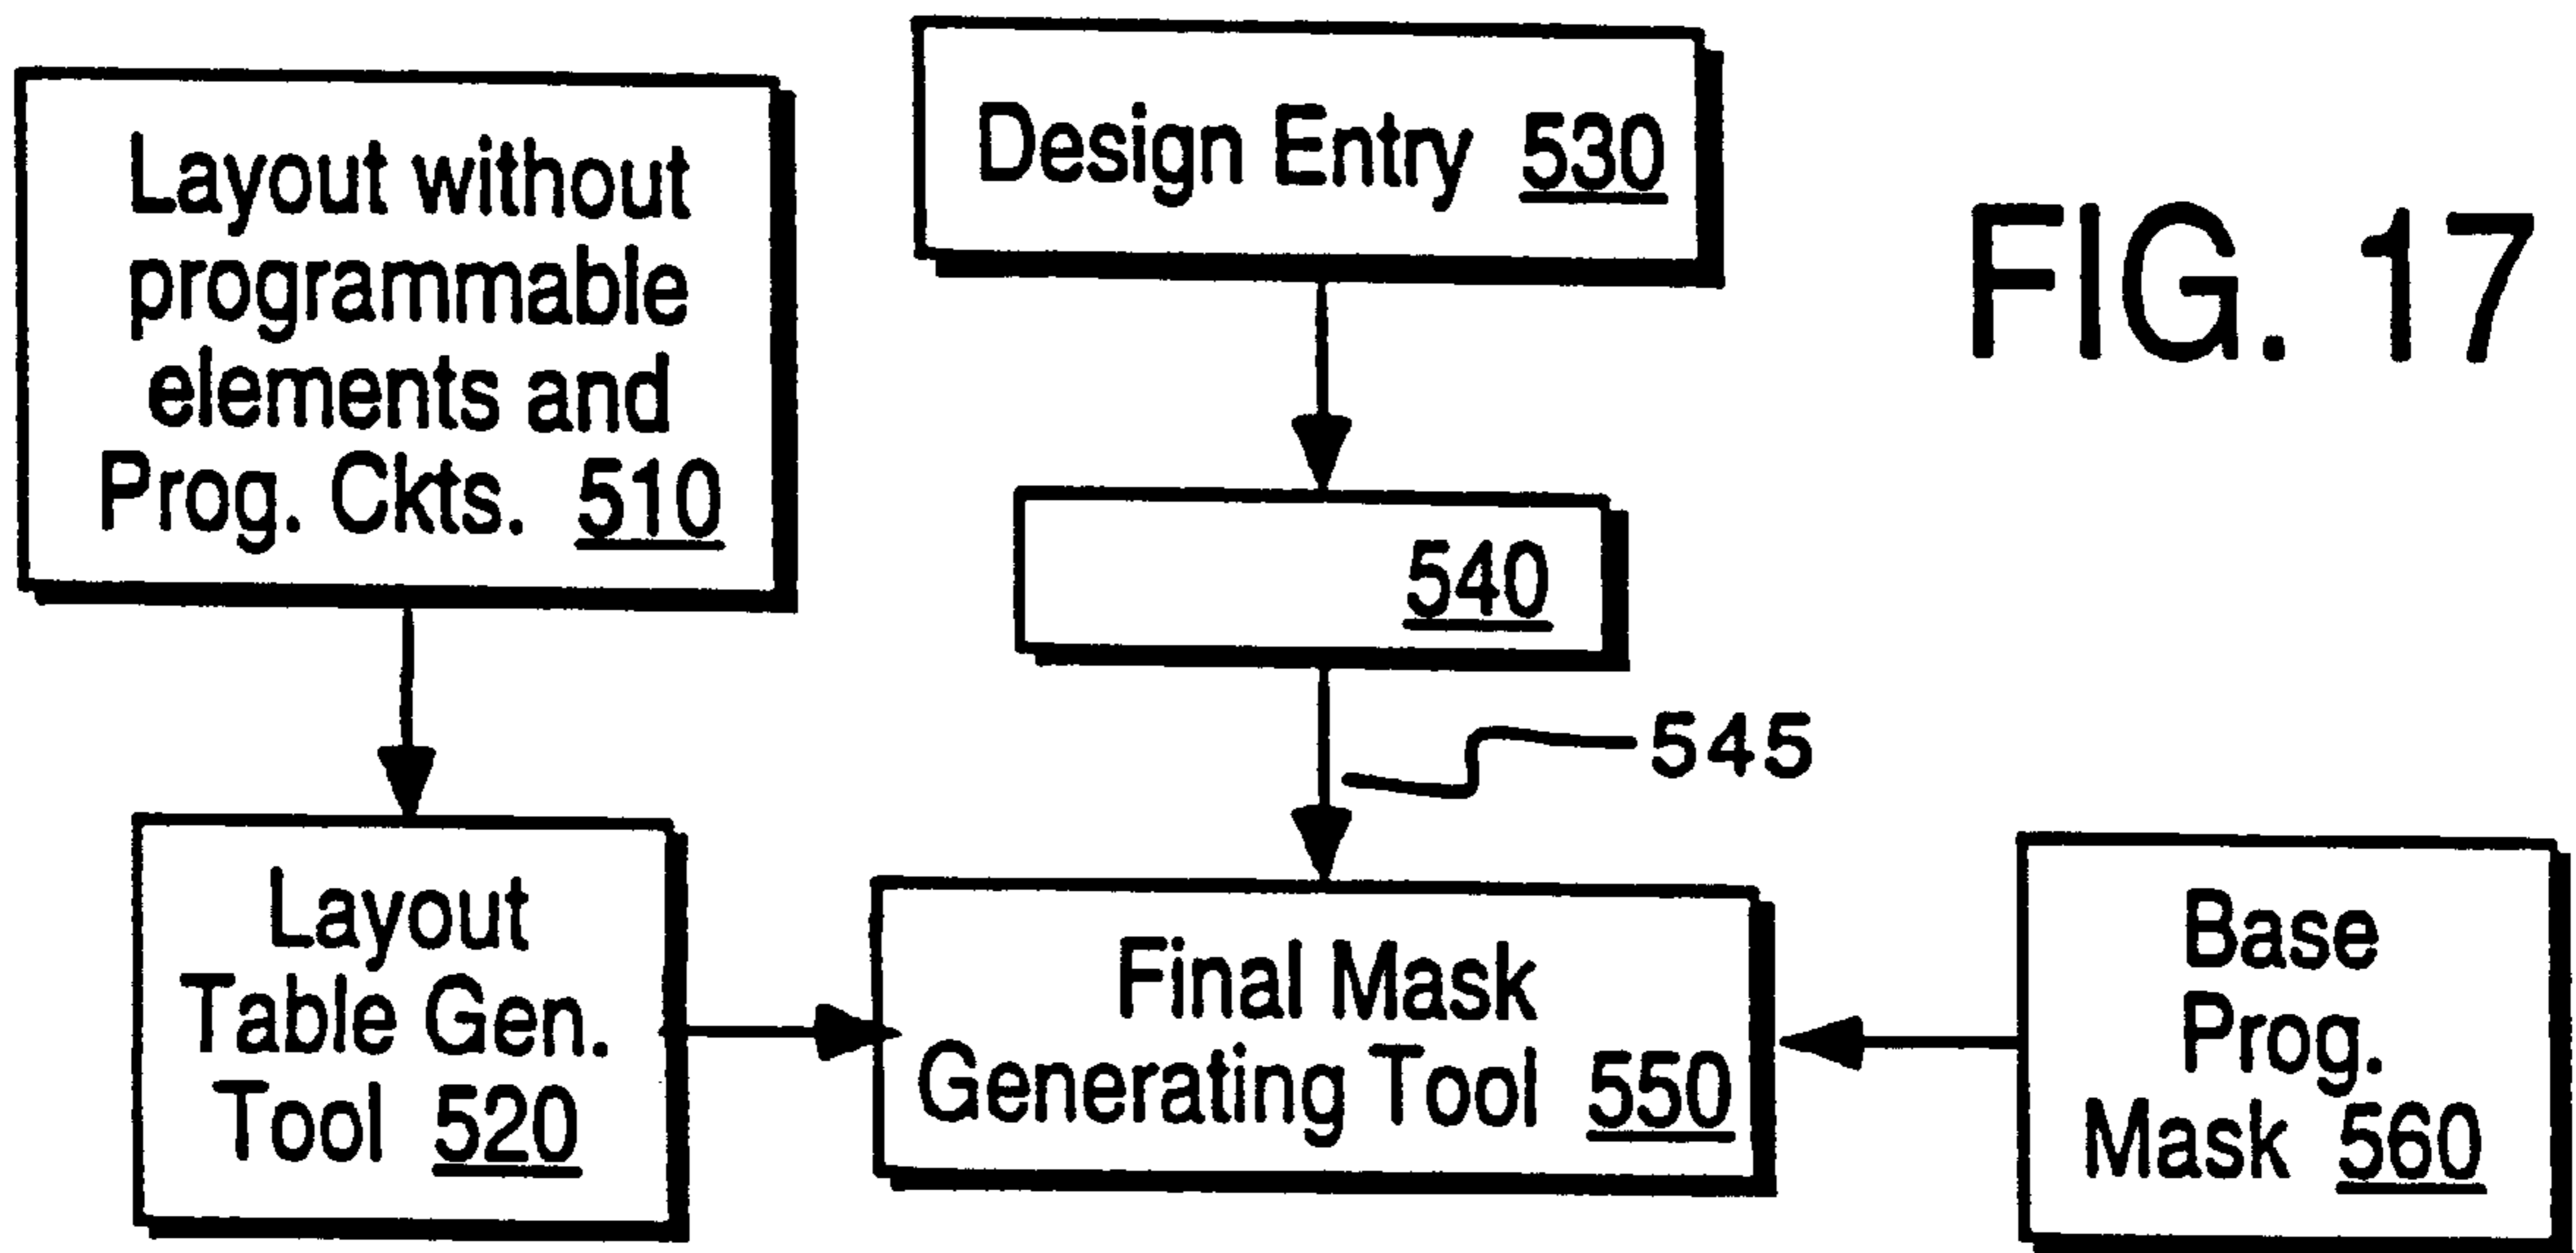 Layout without
programmable
elements and
Prog. Ckts. 510
Design Entry 530
FIG. 17
540
545
Layout
Table Gen.
Tool 520
Final Mask
Generating Tool 550
Base
Prog.
Mask 560